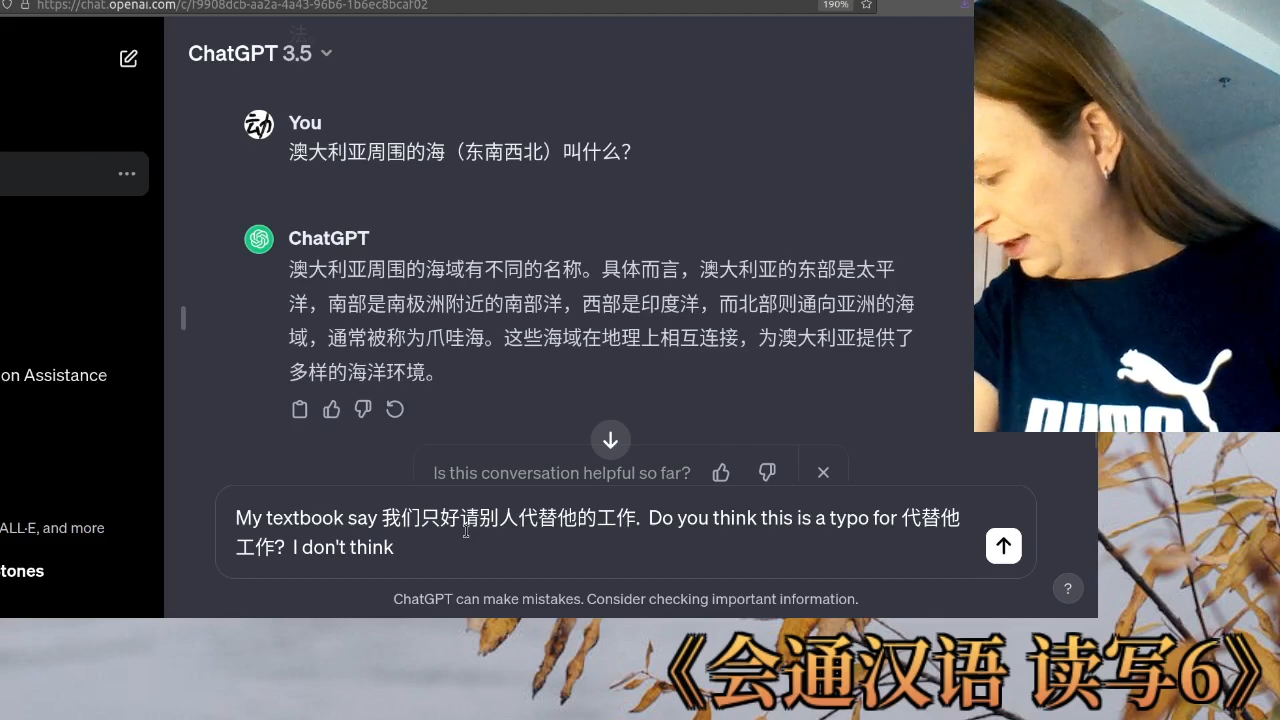 https://chat.openai.com/c/f9908dcb-aa2a-4a43-96b6-1b6ec8bcaf02
190%
法。
ChatGPT 3.5
You
澳大利亚周围的海（东南西北）叫什么？
ChatGPT
澳大利亚周围的海域有不同的名称。具体而言，澳大利亚的东部是太平
洋，南部是南极洲附近的南部洋，西部是印度洋，而北部则通向亚洲的海
域，通常被称为爪哇海。这些海域在地理上相互连接，为澳大利亚提供了
多样的海洋环境。
on Assistance
Is this conversation helpful so far?
My textbook say 我们只好请别人代替他的工作. Do you think this is a typo for 代替他
工作? I don't think
ALL·E, and more
stones
ChatGPT can make mistakes. Consider checking important information.
?
动
PUMA
《会通汉语 读写6》